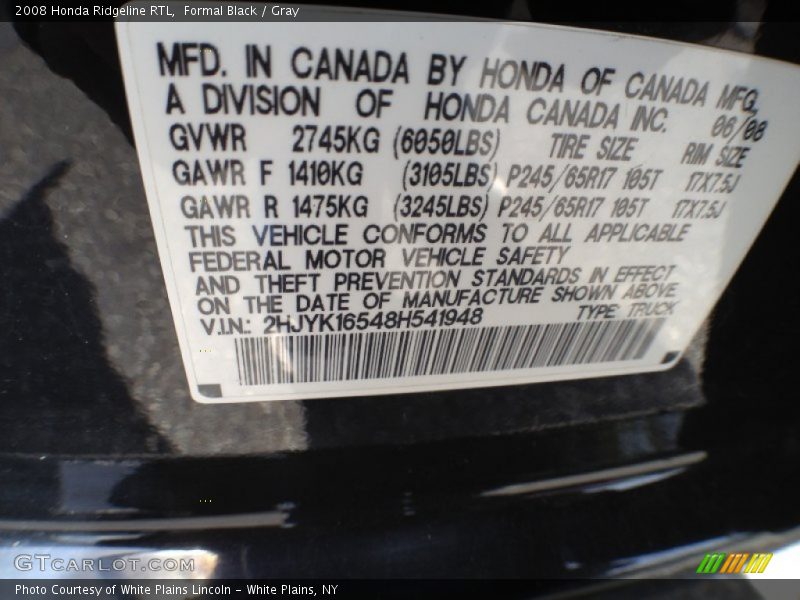 2008 Honda Ridgeline RTL,  Formal Black / Gray
MFD. IN CANADA BY HONDA OF CANADA MFG.
A DIVISION OF HONDA CANADA INC. 06/08
GVWR 2745KG (6050LBS) TIRE SIZE RIM SIZE
GAWR F 1410KG (3105LBS) P245/65R17 105T 17X7.5J
GAWR R 1475KG (3245LBS) P245/65R17 105T 17X7.5J
THIS VEHICLE CONFORMS TO ALL APPLICABLE
FEDERAL MOTOR VEHICLE SAFETY
AND THEFT PREVENTION STANDARDS IN EFFECT
ON THE DATE OF MANUFACTURE SHOWN ABOVE
V.I.N.: 2HJYK16548H541948 TYPE: TRUCK
GTCarLot.com
Photo Courtesy of White Plains Lincoln - White Plains, NY